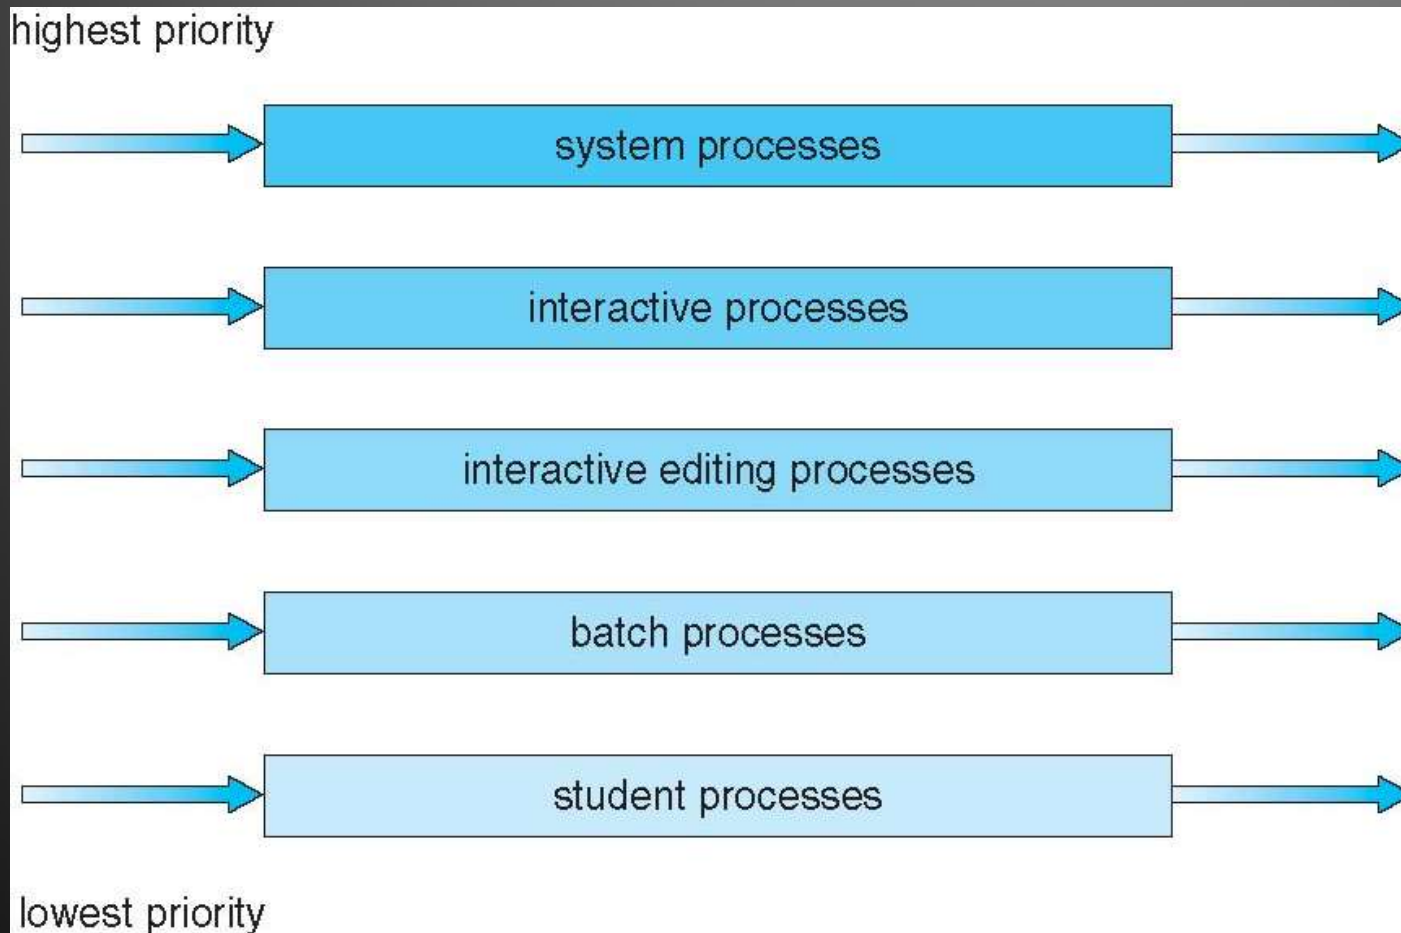 highest priority
system processes
interactive processes
interactive editing processes
batch processes
student processes
lowest priority